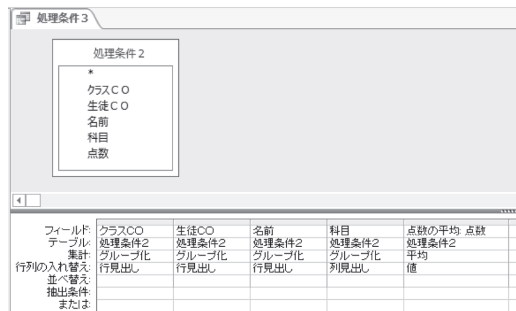 処理条件3
処理条件2
*
クラスCO
生徒CO
名前
科目
点数
フィールド: クラスCO 生徒CO 名前 科目 点数の平均: 点数
テーブル: 処理条件2 処理条件2 処理条件2 処理条件2 処理条件2
集計: グループ化 グループ化 グループ化 グループ化 平均
行列の入れ替え: 行見出し 行見出し 行見出し 列見出し 値
並べ替え:
抽出条件:
または: